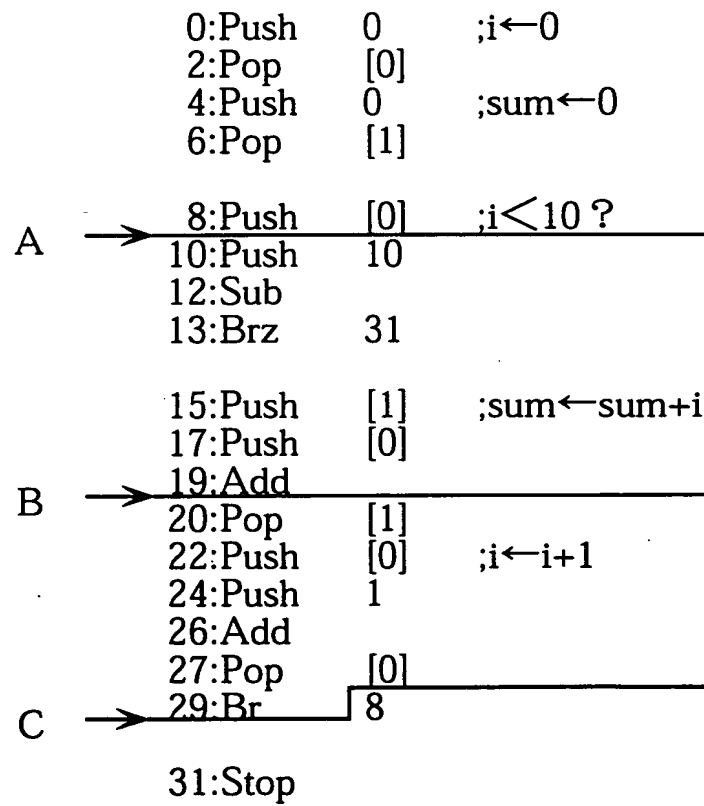 0:Push 0 ;i←0
2:Pop [0]
4:Push 0 ;sum←0
6:Pop [1]
8:Push [0] ;i<10?
A
10:Push 10
12:Sub
13:Brz 31
15:Push [1] ;sum←sum+i
17:Push [0]
19:Add
B
20:Pop [1]
22:Push [0] ;i←i+1
24:Push 1
26:Add
27:Pop [0]
C 29:Br 8
31:Stop